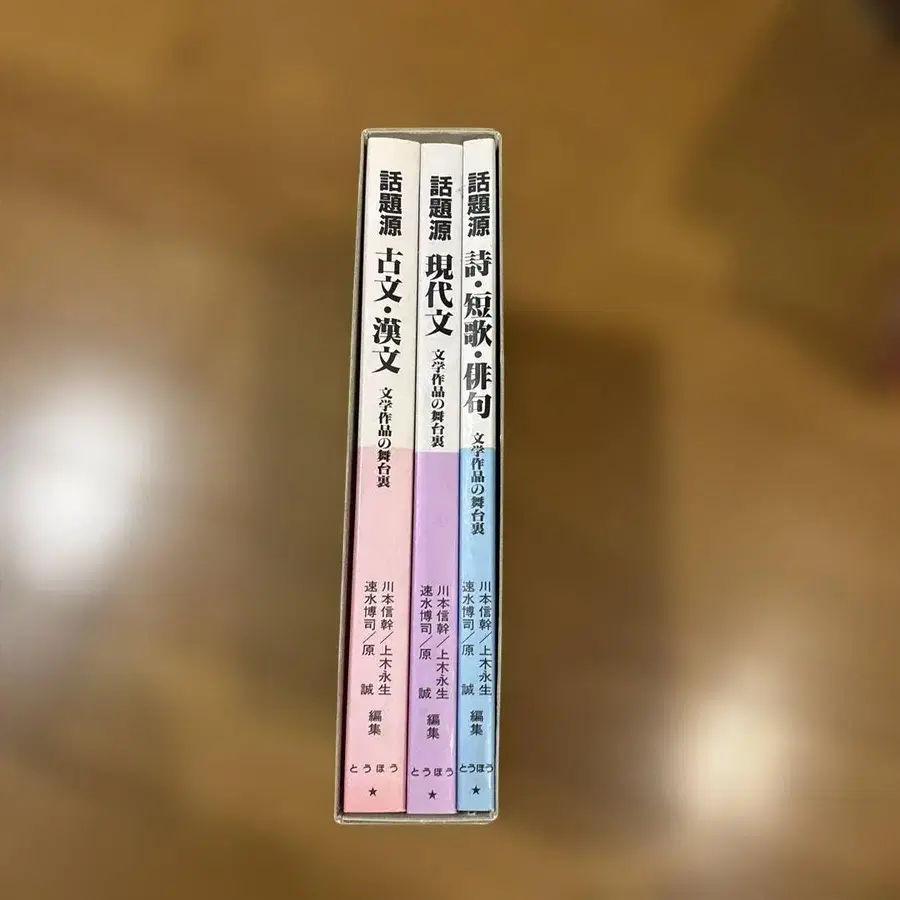 話題源
古文・漢文
文学作品の舞台裏
川本信幹/上木永生
速水博司/原 誠
編集
とうほう
★
話題源
現代文
文学作品の舞台裏
川本信幹/上木永生
速水博司/原 誠
編集
とうほう
★
話題源
詩・短歌・俳句
文学作品の舞台裏
川本信幹/上木永生
速水博司/原 誠
編集
とうほう
★